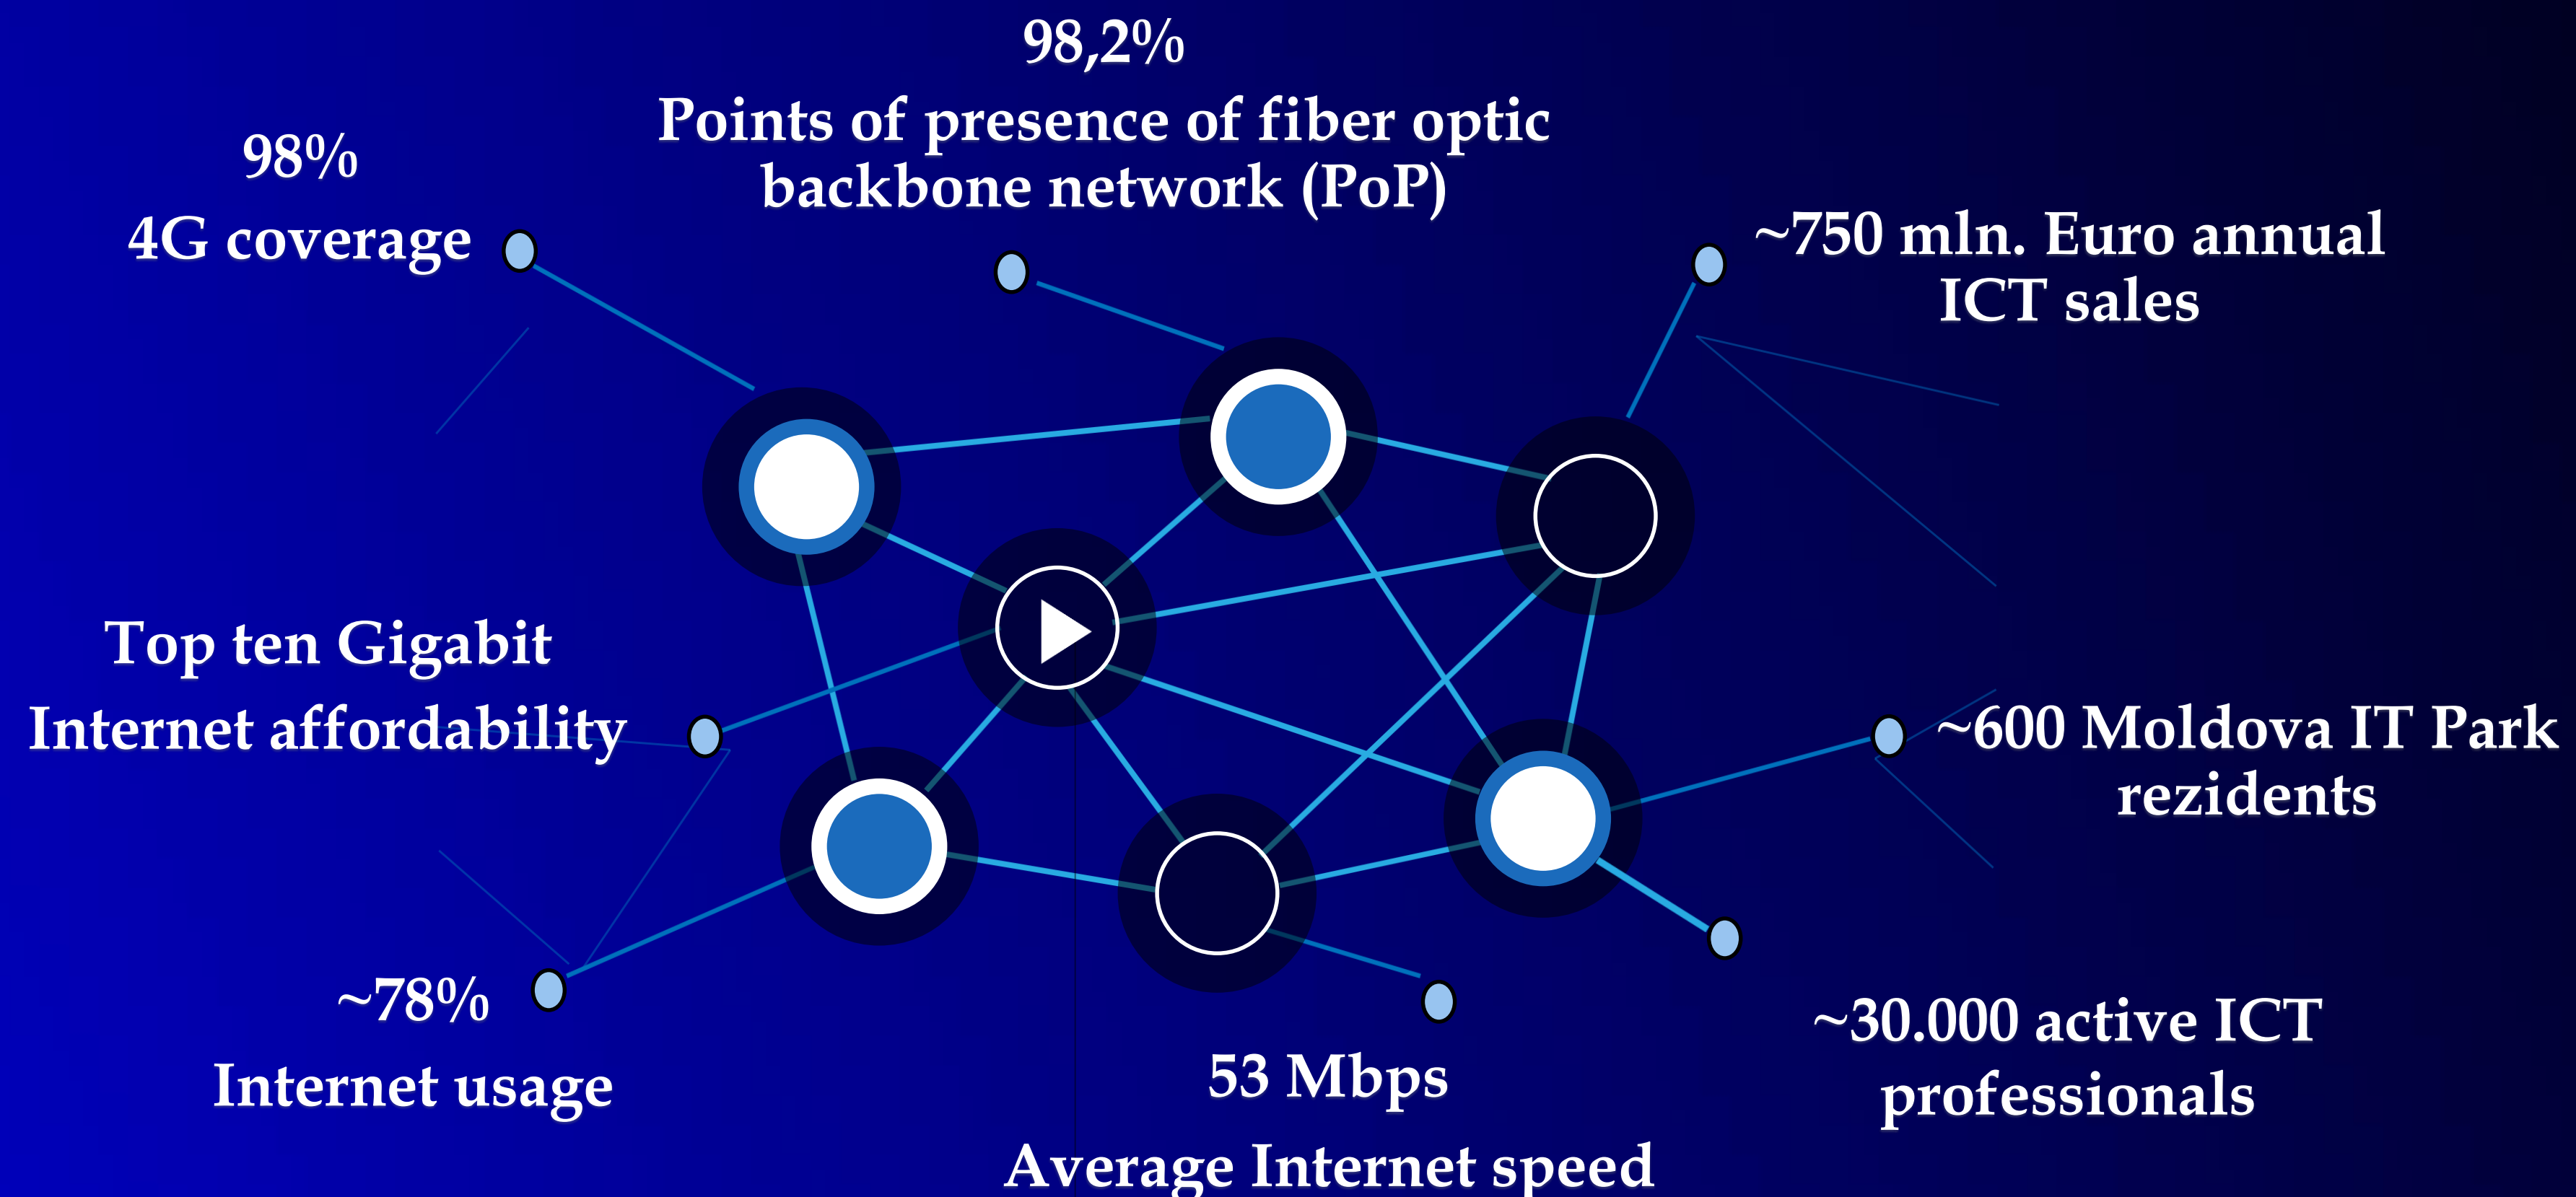 98,2%
Points of presence of fiber optic
backbone network (PoP)
98%
4G coverage
~750 mln. Euro annual
ICT sales
Top ten Gigabit
Internet affordability
~600 Moldova IT Park
rezidents
~78%
Internet usage
53 Mbps
Average Internet speed
~30.000 active ICT
professionals